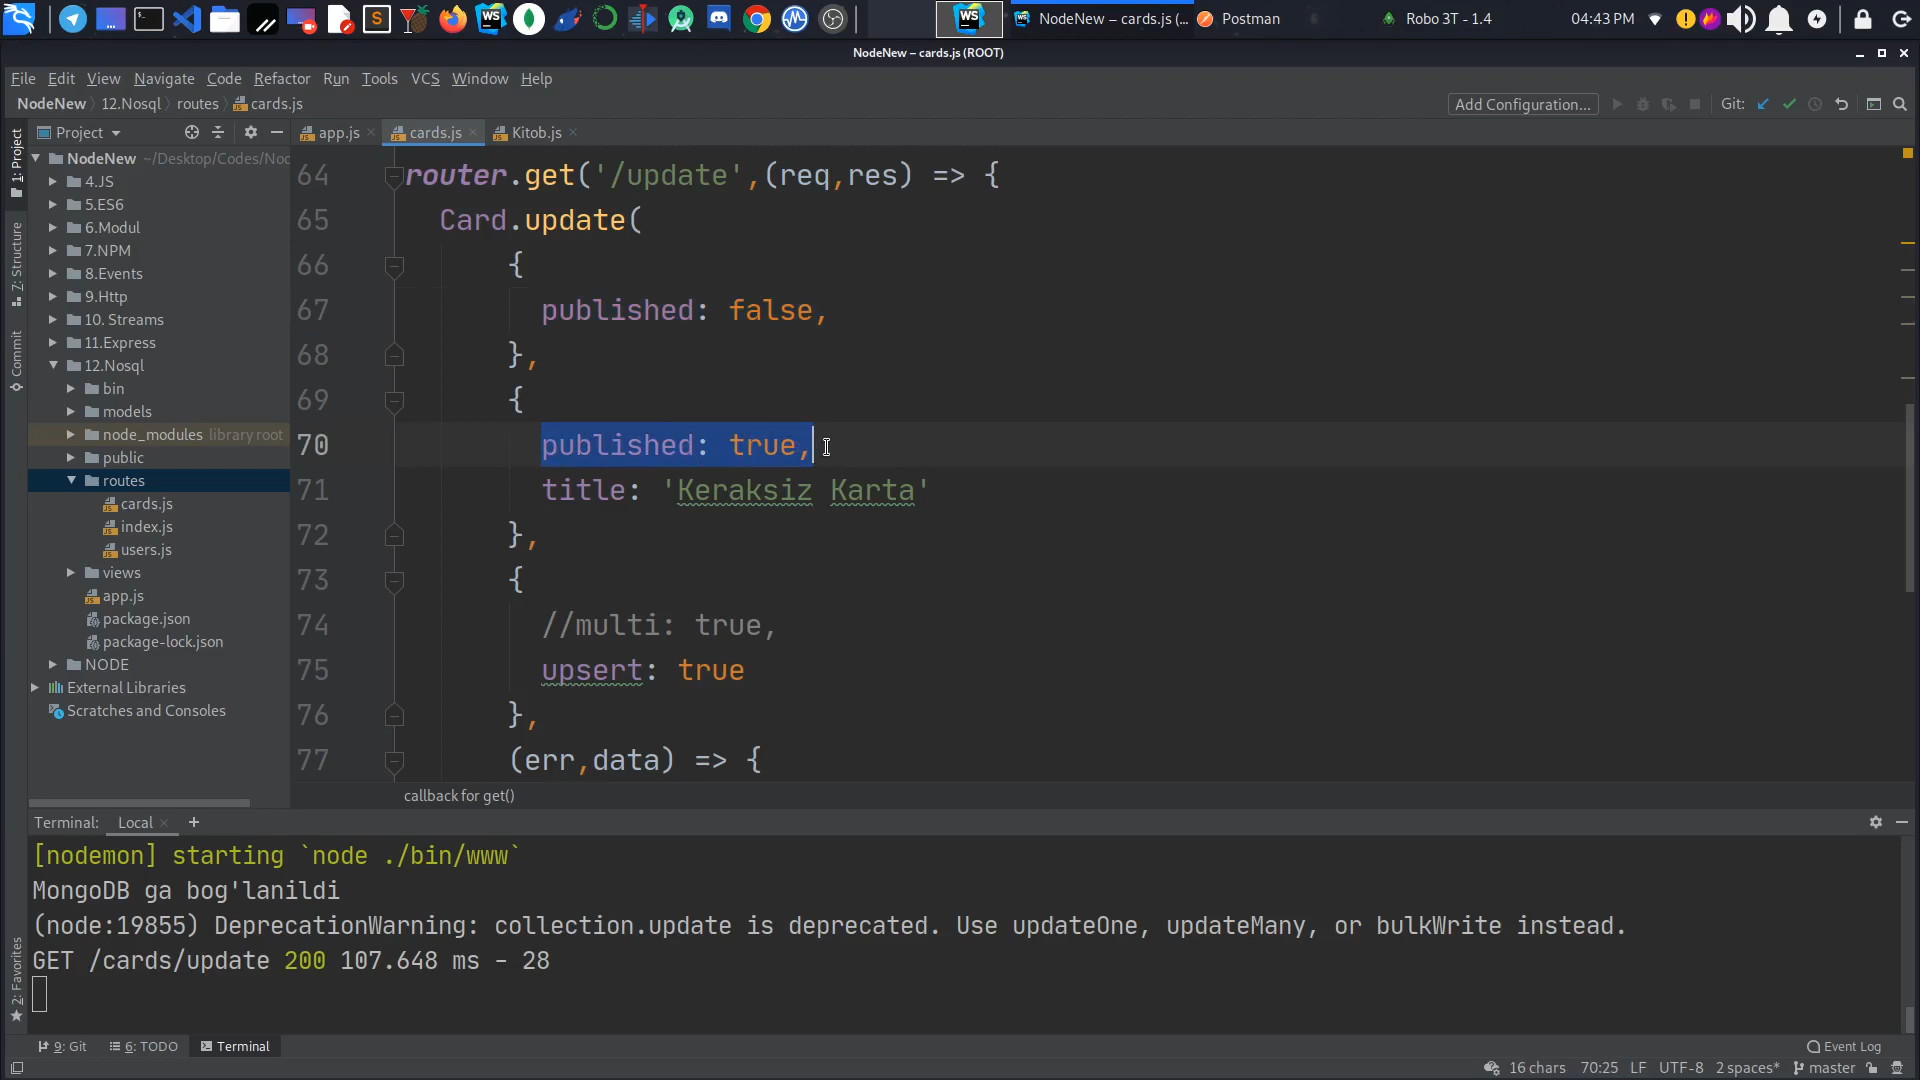 NodeNew – cards.js (...
Postman
Robo 3T - 1.4
04:43 PM
NodeNew – cards.js (ROOT)
File Edit View Navigate Code Refactor Run Tools VCS Window Help
NodeNew 12.Nosql routes cards.js
Add Configuration...
Git:
Project
app.js
cards.js
Kitob.js
1: Project
7: Structure
Commit
2: Favorites
NodeNew ~/Desktop/Codes/Noc
4.JS
5.ES6
6.Modul
7.NPM
8.Events
9.Http
10. Streams
11.Express
12.Nosql
bin
models
node_modules library root
public
routes
cards.js
index.js
users.js
views
app.js
package.json
package-lock.json
NODE
External Libraries
Scratches and Consoles
64 router.get('/update',(req,res) => {
65 Card.update(
66 {
67 published: false,
68 },
69 {
70 published: true,
71 title: 'Keraksiz Karta'
72 },
73 {
74 //multi: true,
75 upsert: true
76 },
77 (err,data) => {
callback for get()
Terminal: Local +
[nodemon] starting `node ./bin/www`
MongoDB ga bog'lanildi
(node:19855) DeprecationWarning: collection.update is deprecated. Use updateOne, updateMany, or bulkWrite instead.
GET /cards/update 200 107.648 ms - 28
9: Git 6: TODO Terminal
Event Log
16 chars 70:25 LF UTF-8 2 spaces* master